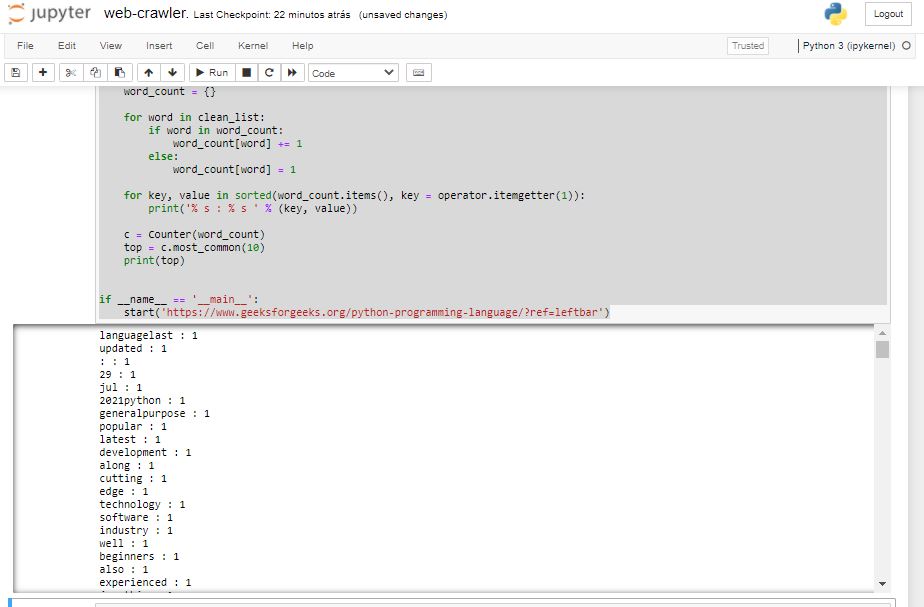 jupyter web-crawler. Last Checkpoint: 22 minutos atrás (unsaved changes) Logout
File Edit View Insert Cell Kernel Help Trusted Python 3 (ipykernel)
Run Code
word_count = {}
for word in clean_list:
if word in word_count:
word_count[word] += 1
else:
word_count[word] = 1
for key, value in sorted(word_count.items(), key = operator.itemgetter(1)):
print('% s : % s ' % (key, value))
c = Counter(word_count)
top = c.most_common(10)
print(top)
if __name__ == '__main__':
start('https://www.geeksforgeeks.org/python-programming-language/?ref=leftbar')
languagelast : 1
updated : 1
: : 1
29 : 1
jul : 1
2021python : 1
generalpurpose : 1
popular : 1
latest : 1
development : 1
along : 1
cutting : 1
edge : 1
technology : 1
software : 1
industry : 1
well : 1
beginners : 1
also : 1
experienced : 1